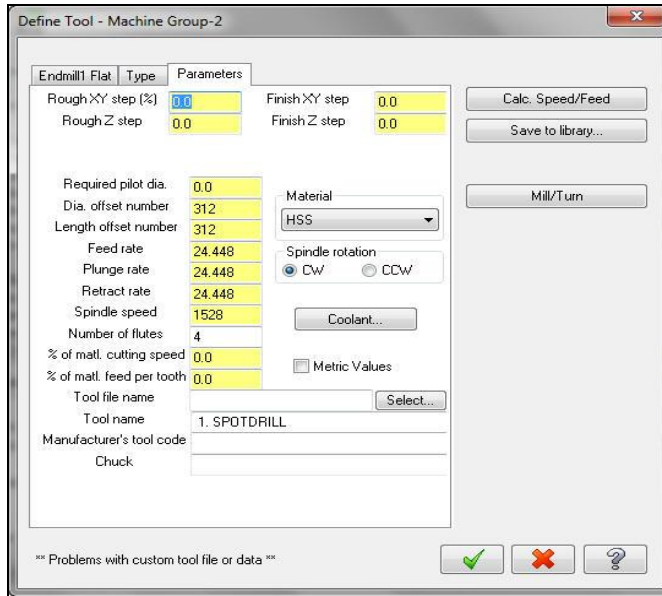 Define Tool - Machine Group-2
Endmill1 Flat Type Parameters
Rough XY step (%) 0.0 Finish XY step 0.0
Rough Z step 0.0 Finish Z step 0.0
Calc. Speed/Feed
Save to library...
Mill/Turn
Required pilot dia. 0.0
Dia. offset number 312
Length offset number 312
Feed rate 24.448
Plunge rate 24.448
Retract rate 24.448
Spindle speed 1528
Number of flutes 4
% of matl. cutting speed 0.0
% of matl. feed per tooth 0.0
Material
HSS
Spindle rotation
CW CCW
Coolant...
Metric Values
Tool file name Select...
Tool name 1. SPOTDRILL
Manufacturer's tool code
Chuck
** Problems with custom tool file or data **